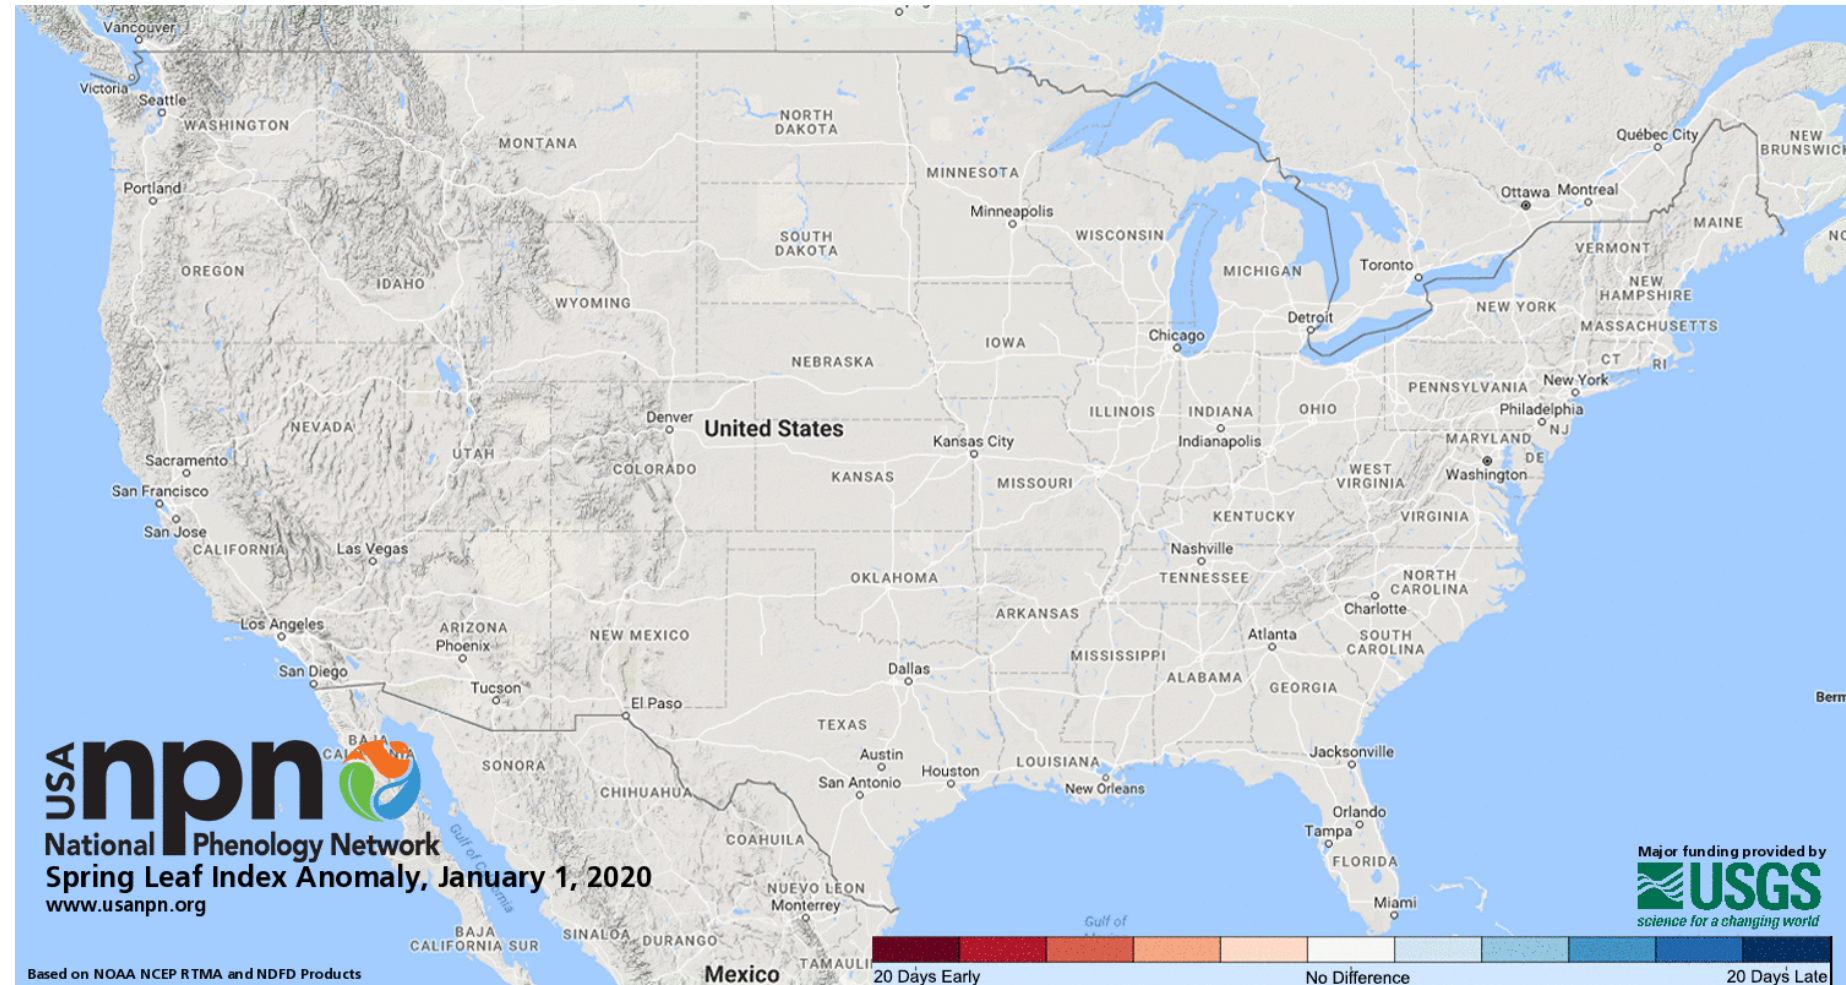 Vancouver
Victoria
Seattle
WASHINGTON
Portland
OREGON
IDAHO
MONTANA
WYOMING
NORTH
DAKOTA
SOUTH
DAKOTA
MINNESOTA
Minneapolis
WISCONSIN
MICHIGAN
Detroit
Toronto
Ottawa
Montreal
Québec City
NEW
BRUNSWICK
MAINE
VERMONT
NEW
HAMPSHIRE
NEW YORK
MASSACHUSETTS
CT
RI
NEBRASKA
IOWA
Chicago
ILLINOIS
INDIANA
Indianapolis
OHIO
PENNSYLVANIA
New York
Philadelphia
NJ
MARYLAND
DE
Washington
WEST
VIRGINIA
VIRGINIA
NEVADA
UTAH
Denver
COLORADO
United States
KANSAS
Kansas City
MISSOURI
KENTUCKY
Sacramento
San Francisco
San Jose
CALIFORNIA
Las Vegas
Los Angeles
San Diego
ARIZONA
Phoenix
Tucson
NEW MEXICO
El Paso
OKLAHOMA
ARKANSAS
Nashville
TENNESSEE
NORTH
CAROLINA
Charlotte
SOUTH
CAROLINA
Atlanta
GEORGIA
ALABAMA
MISSISSIPPI
Dallas
TEXAS
Austin
San Antonio
Houston
LOUISIANA
New Orleans
Jacksonville
Orlando
Tampa
FLORIDA
Miami
Berm
BAJA
CALIFORNIA
SONORA
CHIHUAHUA
COAHUILA
NUEVO LEON
Monterrey
SINALOA
DURANGO
TAMAULI
BAJA
CALIFORNIA SUR
Gulf of California
Gulf of
Mexico
USA npn
National Phenology Network
Spring Leaf Index Anomaly, January 1, 2020
www.usanpn.org
Based on NOAA NCEP RTMA and NDFD Products
Major funding provided by
USGS
science for a changing world
20 Days Early
No Difference
20 Days Late